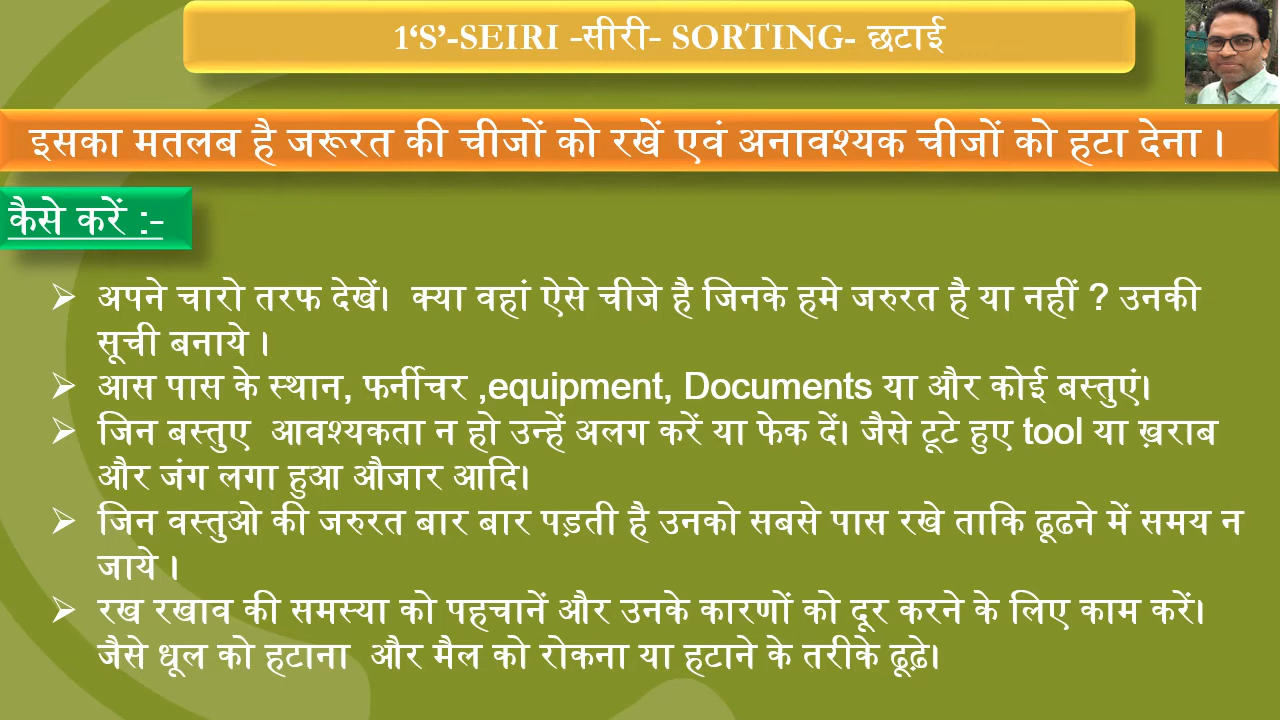 1‘S’-SEIRI -सीरी- SORTING- छटाई
इसका मतलब है जरूरत की चीजों को रखें एवं अनावश्यक चीजों को हटा देना ।
कैसे करें :-
➢ अपने चारो तरफ देखें। क्या वहां ऐसे चीजे है जिनके हमे जरुरत है या नहीं ? उनकी
सूची बनाये ।
➢ आस पास के स्थान, फर्नीचर ,equipment, Documents या और कोई बस्तुएं।
➢ जिन बस्तुए आवश्यकता न हो उन्हें अलग करें या फेक दें। जैसे टूटे हुए tool या ख़राब
और जंग लगा हुआ औजार आदि।
➢ जिन वस्तुओ की जरुरत बार बार पड़ती है उनको सबसे पास रखे ताकि ढूढने में समय न
जाये ।
➢ रख रखाव की समस्या को पहचानें और उनके कारणों को दूर करने के लिए काम करें।
जैसे धूल को हटाना और मैल को रोकना या हटाने के तरीके ढूढ़े।